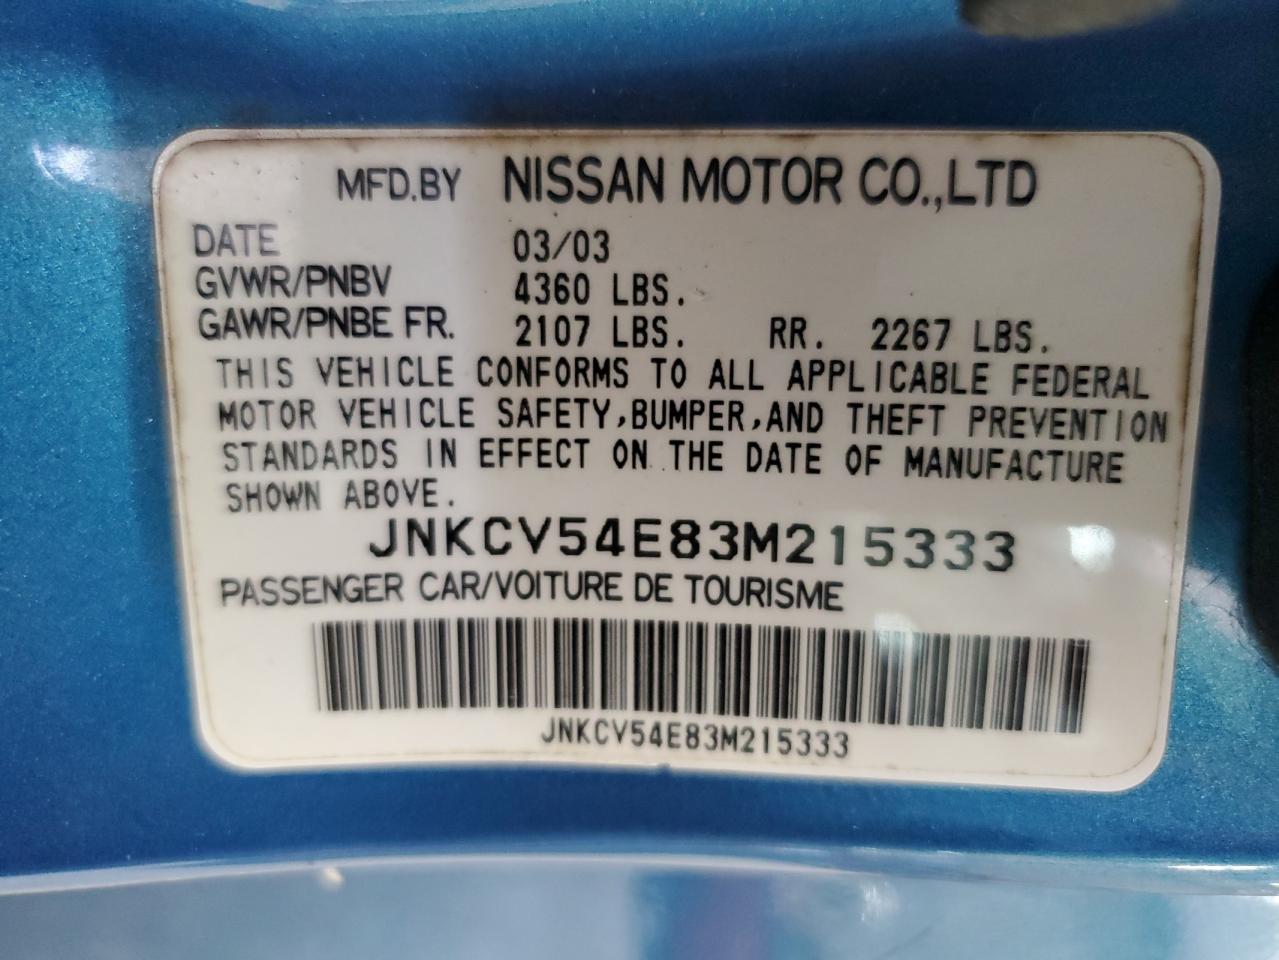 MFD.BY NISSAN MOTOR CO.,LTD
DATE 03/03
GVWR/PNBV 4360 LBS.
GAWR/PNBE FR. 2107 LBS. RR. 2267 LBS.
THIS VEHICLE CONFORMS TO ALL APPLICABLE FEDERAL
MOTOR VEHICLE SAFETY,BUMPER,AND THEFT PREVENTION
STANDARDS IN EFFECT ON THE DATE OF MANUFACTURE
SHOWN ABOVE.
JNKCV54E83M215333
PASSENGER CAR/VOITURE DE TOURISME
JNKCV54E83M215333